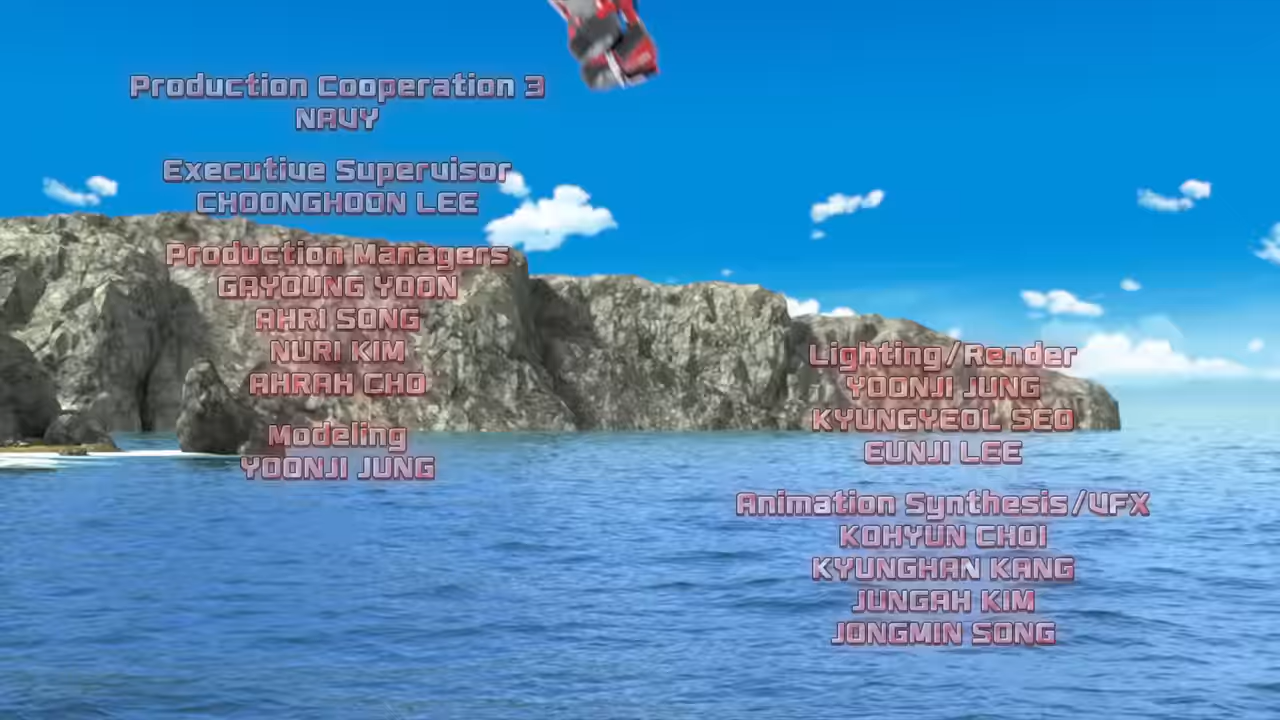 Production Cooperation 3
NAVY
Executive Supervisor
CHOONGHOON LEE
Production Managers
GAYOUNG YOON
AHRI SONG
NURI KIM
AHRAH CHO
Modeling
YOONJI JUNG
Lighting/Render
YOONJI JUNG
KYUNGYEOL SEO
EUNJI LEE
Animation Synthesis/VFX
KOHYUN CHOI
KYUNGHAN KANG
JUNGAH KIM
JONGMIN SONG